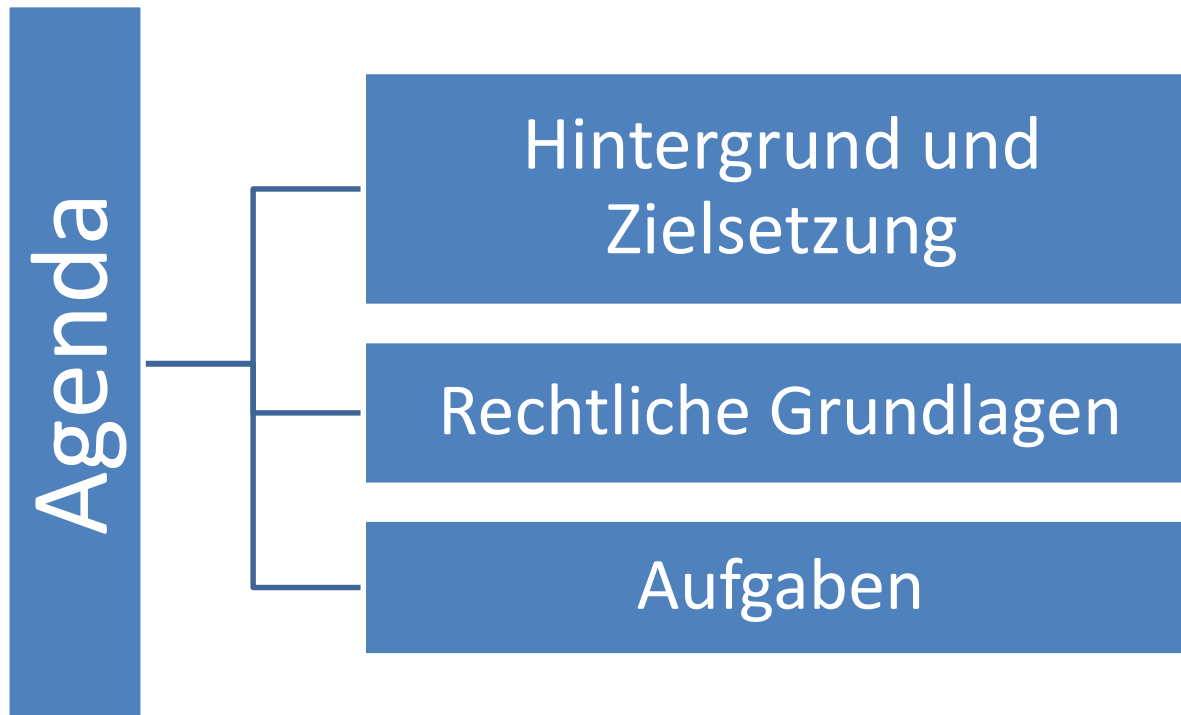 Agenda
Hintergrund und
Zielsetzung
Rechtliche Grundlagen
Aufgaben